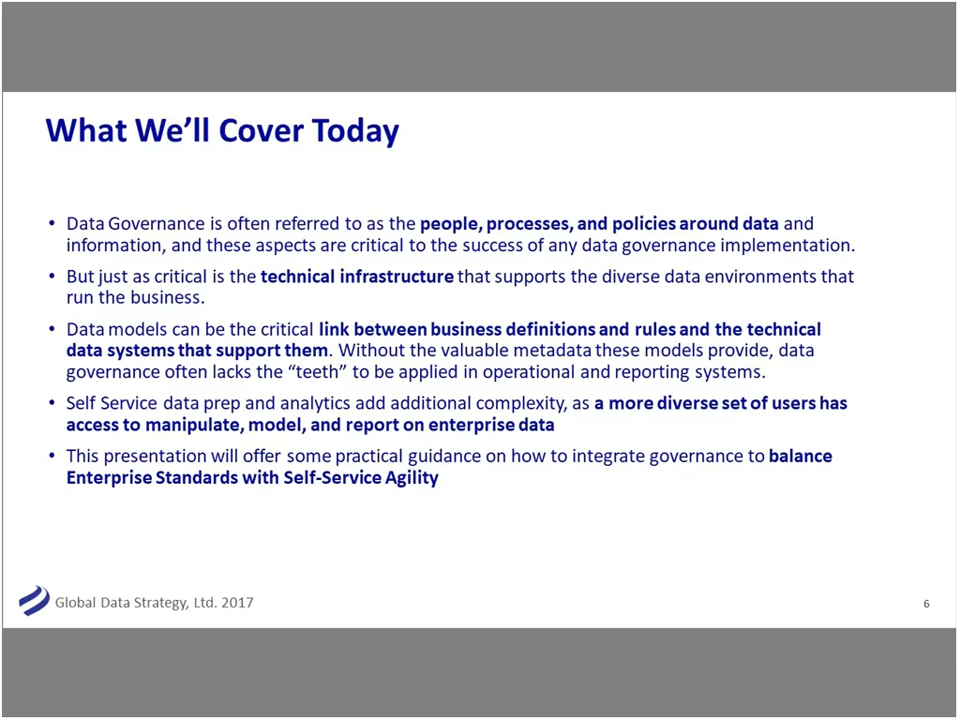 What We’ll Cover Today
• Data Governance is often referred to as the people, processes, and policies around data and
information, and these aspects are critical to the success of any data governance implementation.
• But just as critical is the technical infrastructure that supports the diverse data environments that
run the business.
• Data models can be the critical link between business definitions and rules and the technical
data systems that support them. Without the valuable metadata these models provide, data
governance often lacks the “teeth” to be applied in operational and reporting systems.
• Self Service data prep and analytics add additional complexity, as a more diverse set of users has
access to manipulate, model, and report on enterprise data
• This presentation will offer some practical guidance on how to integrate governance to balance
Enterprise Standards with Self-Service Agility
Global Data Strategy, Ltd. 2017
6